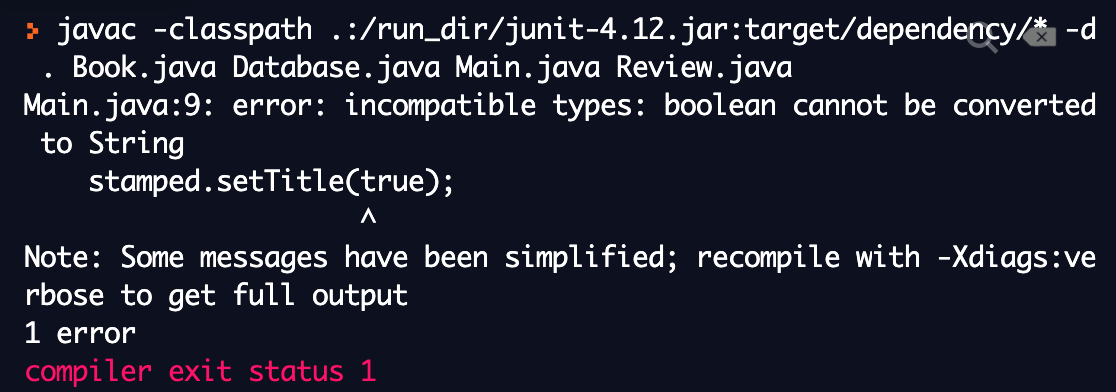 > javac -classpath .:/run_dir/junit-4.12.jar:target/dependency/* -d
. Book.java Database.java Main.java Review.java
Main.java:9: error: incompatible types: boolean cannot be converted
to String
stamped.setTitle(true);
^
Note: Some messages have been simplified; recompile with -Xdiags:ve
rbose to get full output
1 error
compiler exit status 1